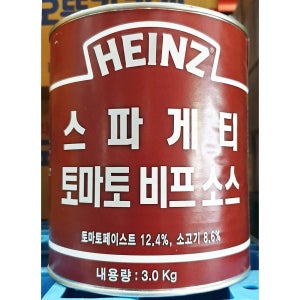 HEINZ
스파게티
토마토 비프 소스
토마토페이스트 12.4%, 소고기 8.6%
내용량 : 3.0 Kg